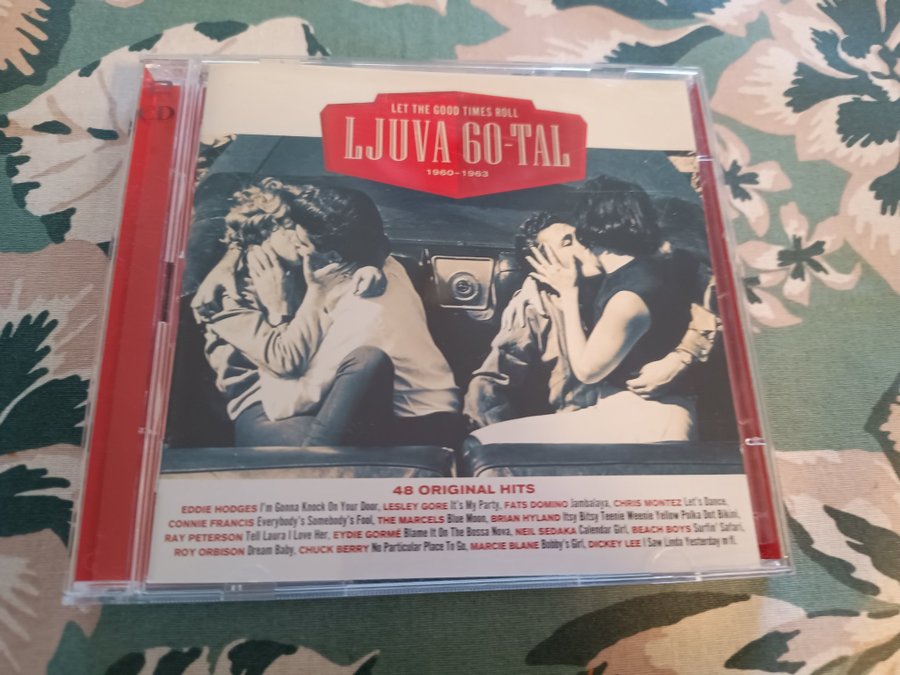 CD
LET THE GOOD TIMES ROLL
LJUVA 60-TAL
1960-1963
48 ORIGINAL HITS
EDDIE HODGES I'm Gonna Knock On Your Door, LESLEY GORE It's My Party, FATS DOMINO Jambalaya, CHRIS MONTEZ Let's Dance,
CONNIE FRANCIS Everybody's Somebody's Fool, THE MARCELS Blue Moon, BRIAN HYLAND Itsy Bitsy Teenie Weenie Yellow Polka Dot Bikini,
RAY PETERSON Tell Laura I Love Her, EYDIE GORMÉ Blame It On The Bossa Nova, NEIL SEDAKA Calendar Girl, BEACH BOYS Surfin' Safari,
ROY ORBISON Dream Baby, CHUCK BERRY No Particular Place To Go, MARCIE BLANE Bobby's Girl, DICKEY LEE I Saw Linda Yesterday m fl.